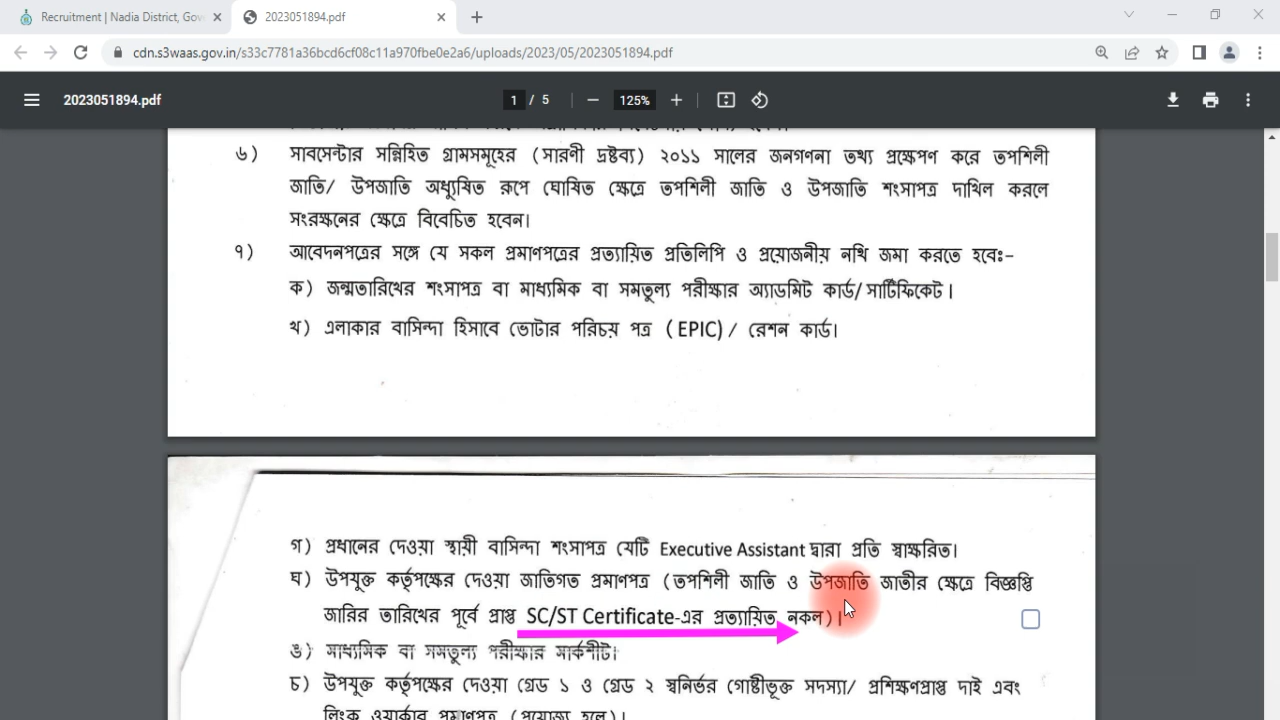 Recruitment | Nadia District, Gov
2023051894.pdf
cdn.s3waas.gov.in/s33c7781a36bcd6cf08c11a970fbe0e2a6/uploads/2023/05/2023051894.pdf
2023051894.pdf
1 / 5
125%
৬) সাবসেন্টার সন্নিহিত গ্রামসমূহের (সারণী দ্রষ্টব্য) ২০১১ সালের জনগণনা তথ্য প্রক্ষেপণ করে তপশিলী
জাতি/ উপজাতি অধ্যুষিত রূপে ঘোষিত ক্ষেত্রে তপশিলী জাতি ও উপজাতি শংসাপত্র দাখিল করলে
সংরক্ষনের ক্ষেত্রে বিবেচিত হবেন।
৭) আবেদনপত্রের সঙ্গে যে সকল প্রমাণপত্রের প্রত্যায়িত প্রতিলিপি ও প্রয়োজনীয় নথি জমা করতে হবেঃ-
ক) জন্মতারিখের শংসাপত্র বা মাধ্যমিক বা সমতুল্য পরীক্ষার অ্যাডমিট কার্ড/সার্টিফিকেট।
খ) এলাকার বাসিন্দা হিসাবে ভোটার পরিচয় পত্র (EPIC)/ রেশন কার্ড।
গ) প্রধানের দেওয়া স্থায়ী বাসিন্দা শংসাপত্র যেটি Executive Assistant দ্বারা প্রতি স্বাক্ষরিত।
ঘ) উপযুক্ত কর্তৃপক্ষের দেওয়া জাতিগত প্রমাণপত্র (তপশিলী জাতি ও উপজাতি জাতীর ক্ষেত্রে বিজ্ঞপ্তি
জারির তারিখের পূর্বে প্রাপ্ত SC/ST Certificate-এর প্রত্যায়িত নকল)।
ঙ) মাধ্যমিক বা সমতুল্য পরীক্ষার মার্কশীট।
চ) উপযুক্ত কর্তৃপক্ষের দেওয়া গ্রেড ১ ও গ্রেড ২ স্বনির্ভর গোষ্টীভূক্ত সদস্যা/ প্রশিক্ষণপ্রাপ্ত দাই এবং
লিংক ওয়ার্কার প্রমাণপত্র (প্রযোজ্য হলে)।